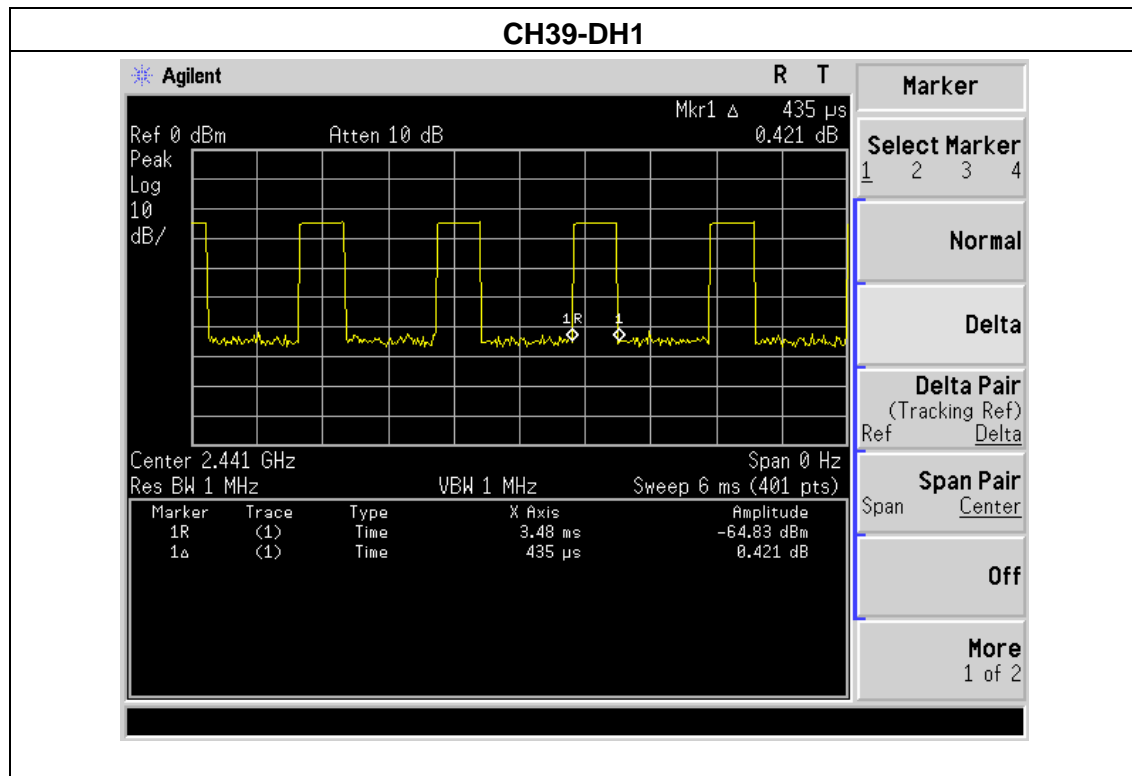 CH39-DH1
Agilent R T
Mkr1 Δ 435 µs
Ref 0 dBm Atten 10 dB 0.421 dB
Peak
Log
10
dB/
1R 1
Center 2.441 GHz Span 0 Hz
Res BW 1 MHz VBW 1 MHz Sweep 6 ms (401 pts)
Marker Trace Type X Axis Amplitude
1R (1) Time 3.48 ms -64.83 dBm
1Δ (1) Time 435 µs 0.421 dB
Marker
Select Marker
1 2 3 4
Normal
Delta
Delta Pair
(Tracking Ref)
Ref Delta
Span Pair
Span Center
Off
More
1 of 2